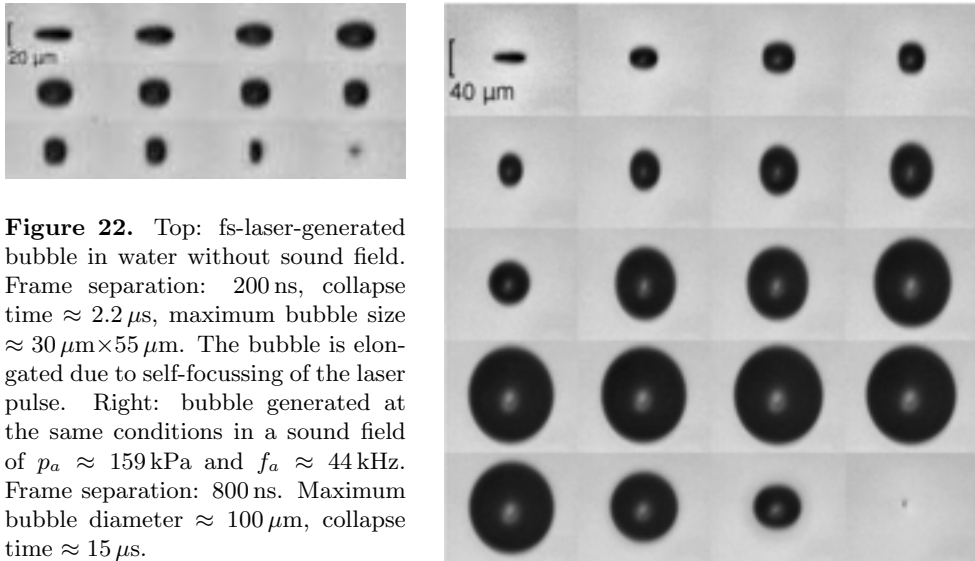 20 μm
40 μm
Figure 22. Top: fs-laser-generated
bubble in water without sound field.
Frame separation: 200 ns, collapse
time ≈ 2.2 μs, maximum bubble size
≈ 30 μm×55 μm. The bubble is elon-
gated due to self-focussing of the laser
pulse. Right: bubble generated at
the same conditions in a sound field
of pₐ ≈ 159 kPa and fₐ ≈ 44 kHz.
Frame separation: 800 ns. Maximum
bubble diameter ≈ 100 μm, collapse
time ≈ 15 μs.